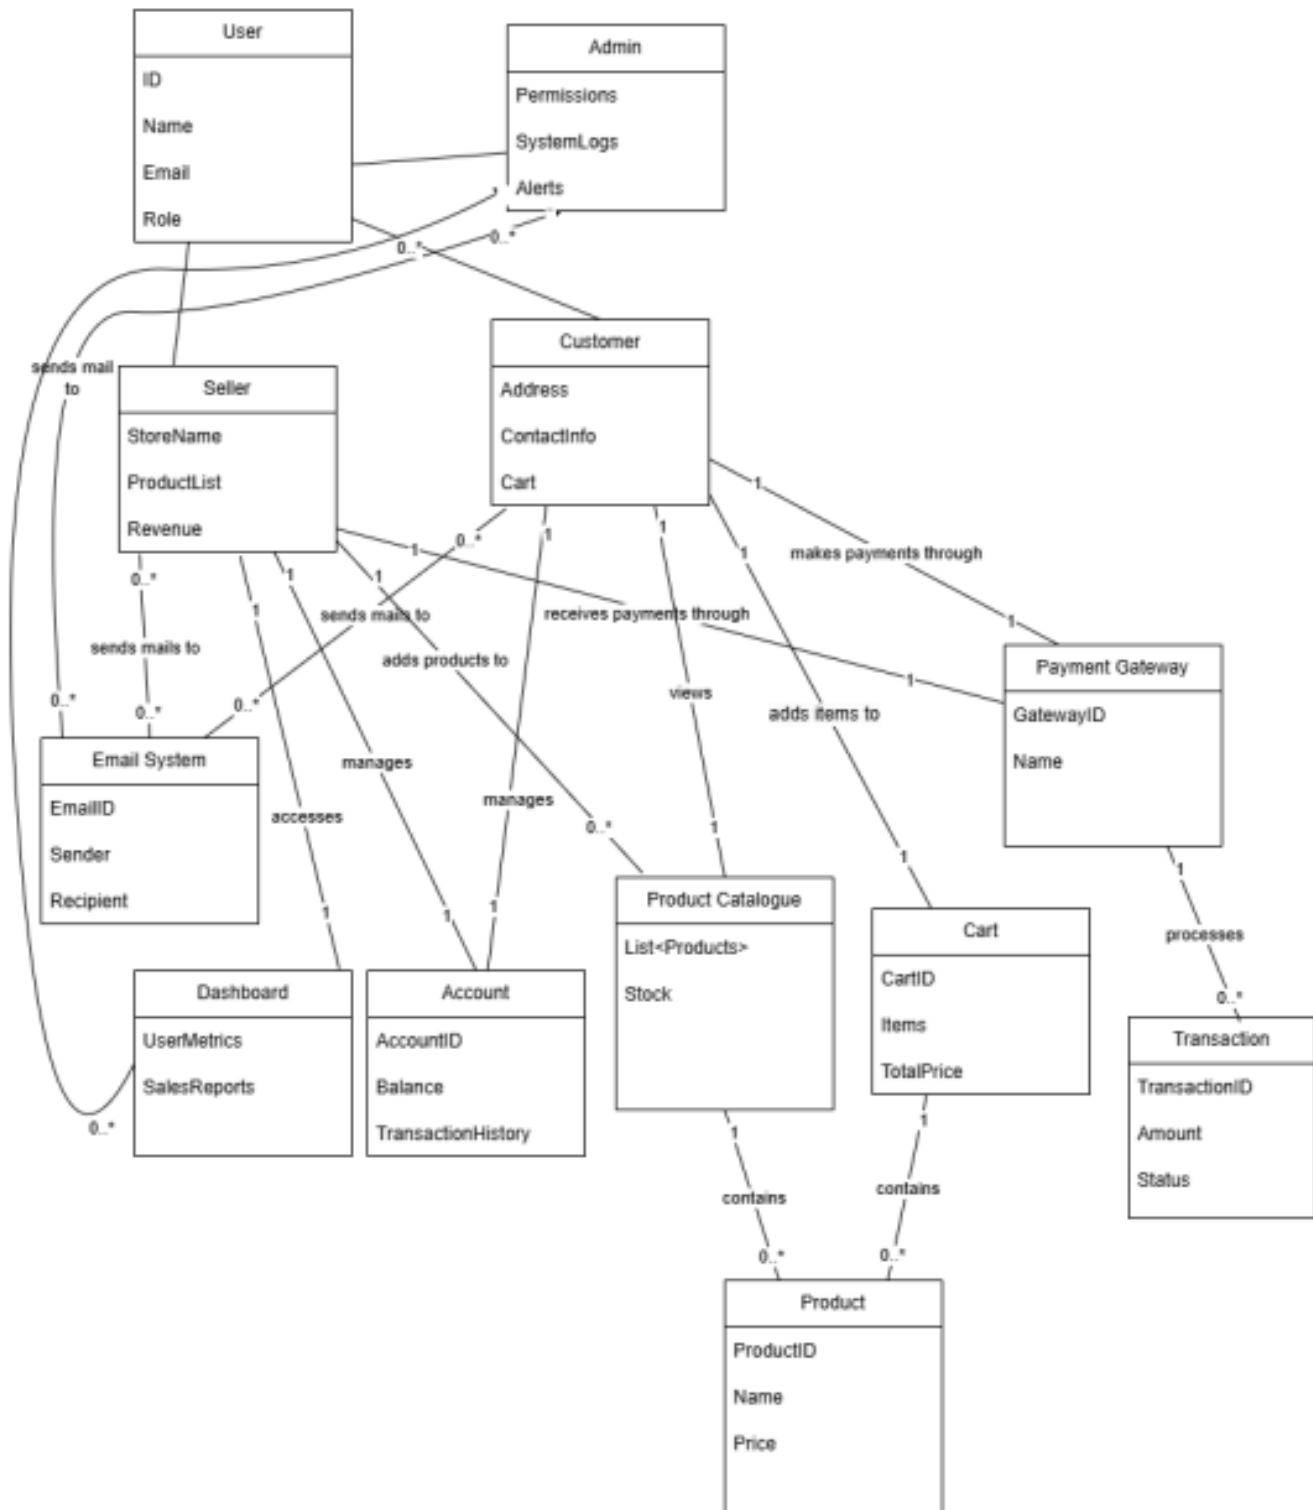 User
ID
Name
Email
Role
Admin
Permissions
SystemLogs
Alerts
*
0..*
0..*
sends mail
to
Customer
Address
ContactInfo
Cart
Seller
StoreName
ProductList
Revenue
0..*
sends mails to
0..*
0..*
sends mails to
0..*
0..*
1
accesses
1
1
manages
1
1
manages
1
1
adds products to
0..*
1
receives payments through
1
1
views
1
1
adds items to
1
1
makes payments through
1
Payment Gateway
GatewayID
Name
Email System
EmailID
Sender
Recipient
Dashboard
UserMetrics
SalesReports
0..*
Account
AccountID
Balance
TransactionHistory
Product Catalogue
List<Products>
Stock
Cart
CartID
Items
TotalPrice
1
processes
0..*
Transaction
TransactionID
Amount
Status
1
contains
0..*
1
contains
0..*
Product
ProductID
Name
Price